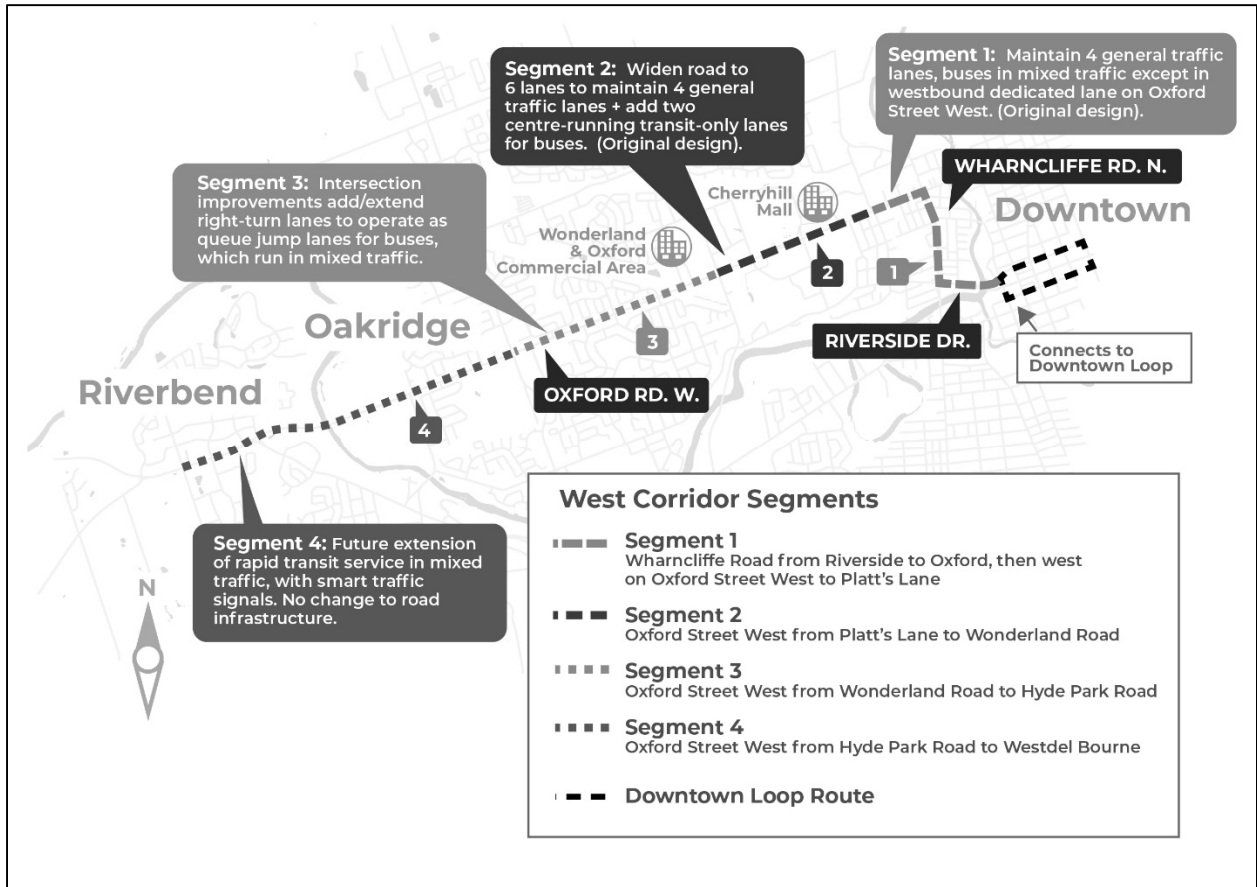 Segment 1: Maintain 4 general traffic
lanes, buses in mixed traffic except in
westbound dedicated lane on Oxford
Street West. (Original design).
Segment 2: Widen road to
6 lanes to maintain 4 general
traffic lanes + add two
centre-running transit-only lanes
for buses. (Original design).
WHARNCLIFFE RD. N.
Segment 3: Intersection
improvements add/extend
right-turn lanes to operate as
queue jump lanes for buses,
which run in mixed traffic.
Cherryhill
Mall
Downtown
Wonderland
& Oxford
Commercial Area
2
1
Oakridge
3
RIVERSIDE DR.
Connects to
Downtown Loop
Riverbend
OXFORD RD. W.
4
Segment 4: Future extension
of rapid transit service in mixed
traffic, with smart traffic
signals. No change to road
infrastructure.
N
West Corridor Segments
Segment 1
Wharncliffe Road from Riverside to Oxford, then west
on Oxford Street West to Platt's Lane
Segment 2
Oxford Street West from Platt's Lane to Wonderland Road
Segment 3
Oxford Street West from Wonderland Road to Hyde Park Road
Segment 4
Oxford Street West from Hyde Park Road to Westdel Bourne
Downtown Loop Route